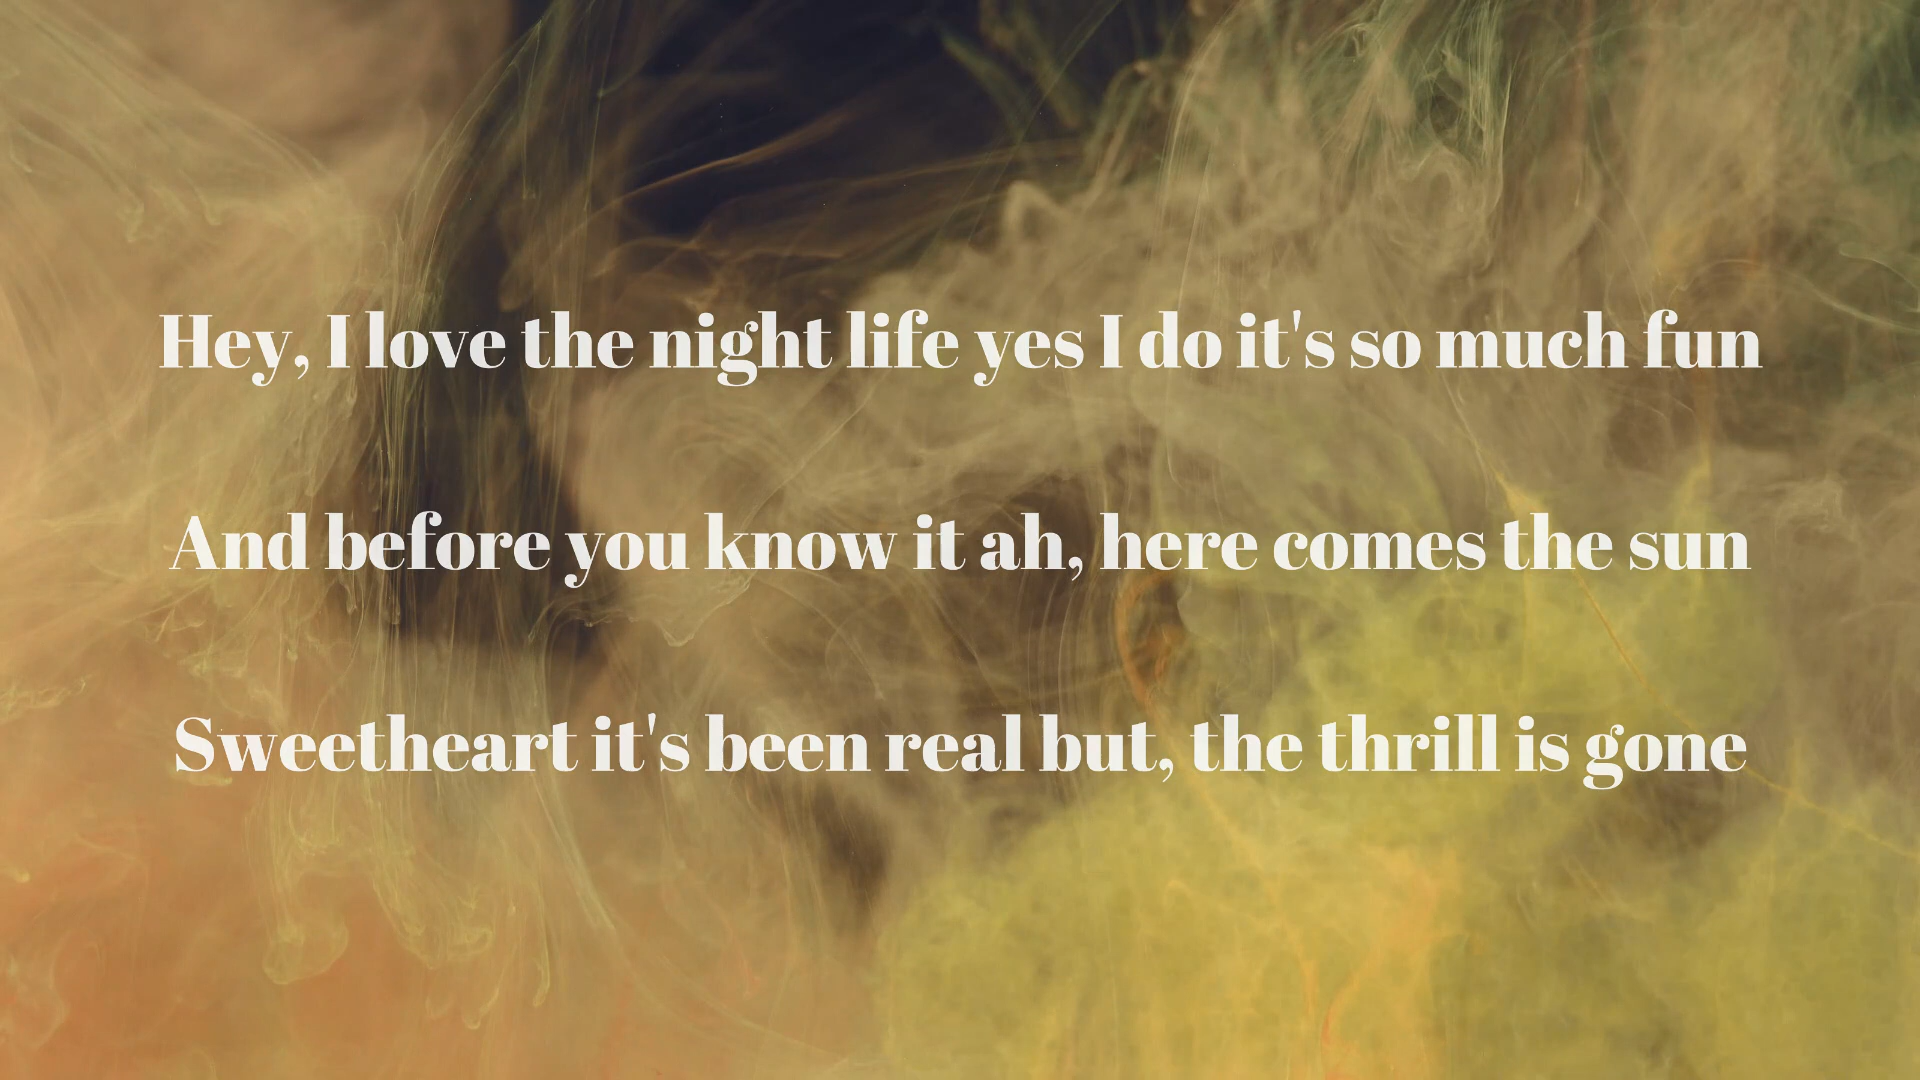 Hey, I love the night life yes I do it's so much fun
And before you know it ah, here comes the sun
Sweetheart it's been real but, the thrill is gone